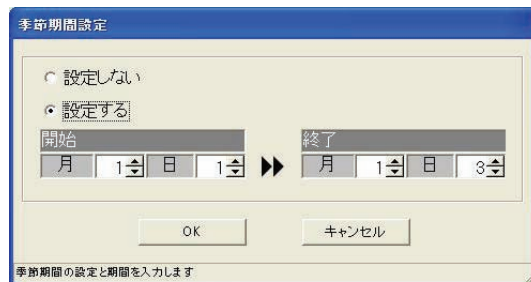 季節期間設定
設定しない
設定する
開始 終了
月 1 日 1 月 1 日 3
OK キャンセル
季節期間の設定と期間を入力します